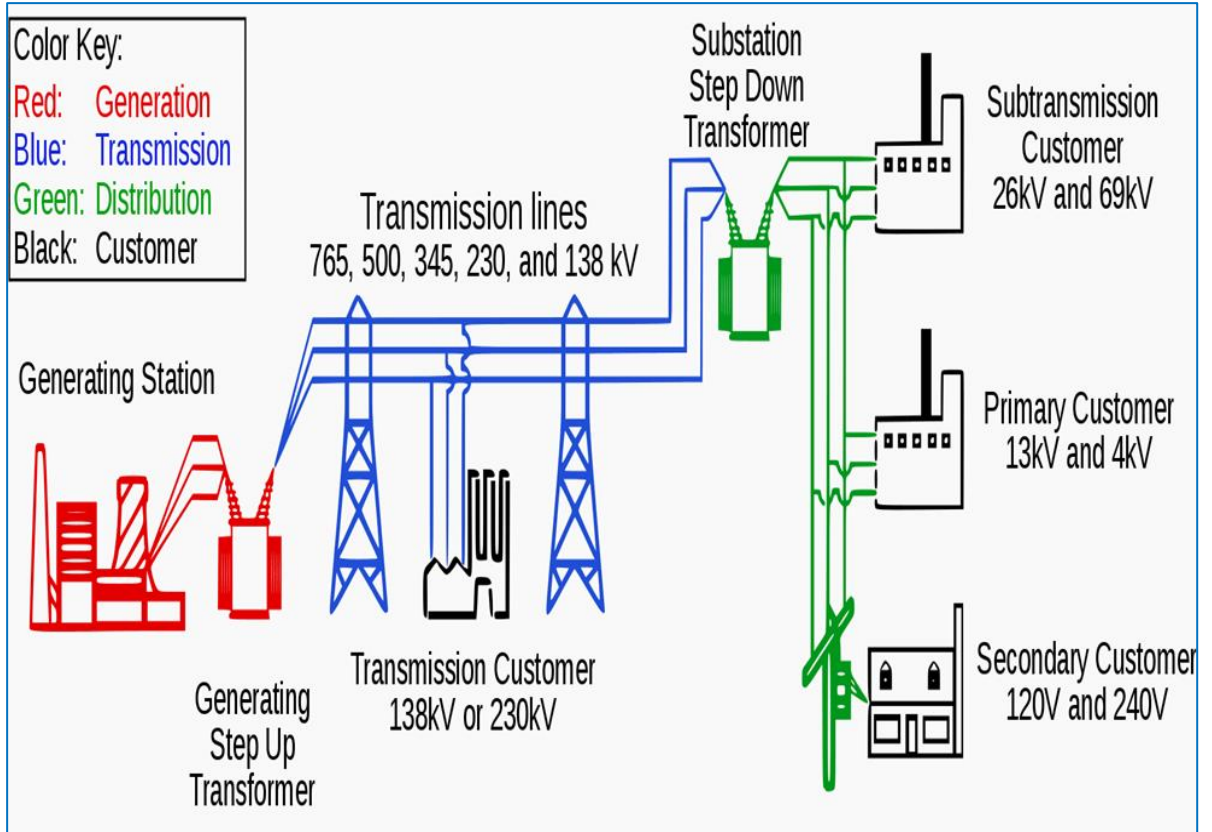 Color Key:
Red: Generation
Blue: Transmission
Green: Distribution
Black: Customer
Substation
Step Down
Transformer
Subtransmission
Customer
26kV and 69kV
Transmission lines
765, 500, 345, 230, and 138 kV
Generating Station
Primary Customer
13kV and 4kV
Generating
Step Up
Transformer
Transmission Customer
138kV or 230kV
Secondary Customer
120V and 240V